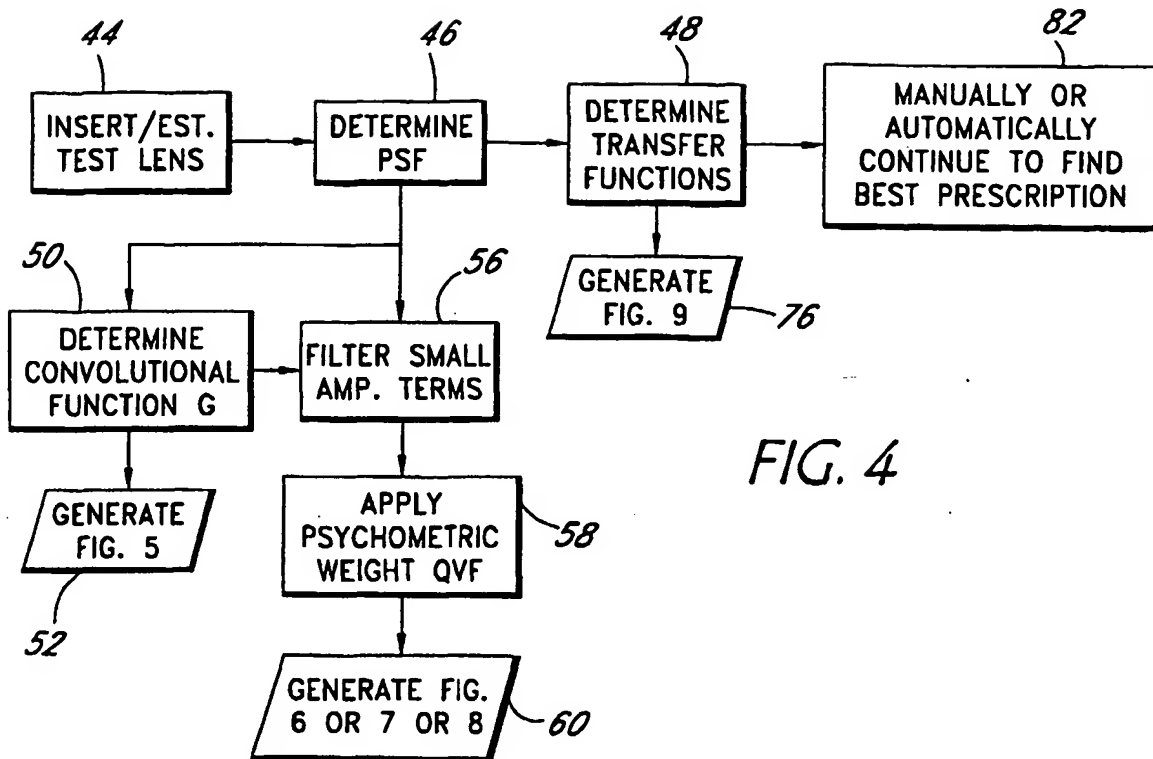 44
INSERT/EST.
TEST LENS
46
DETERMINE
PSF
48
DETERMINE
TRANSFER
FUNCTIONS
82
MANUALLY OR
AUTOMATICALLY
CONTINUE TO FIND
BEST PRESCRIPTION
50
DETERMINE
CONVOLUTIONAL
FUNCTION G
56
FILTER SMALL
AMP. TERMS
GENERATE
FIG. 9
76
GENERATE
FIG. 5
52
APPLY
PSYCHOMETRIC
WEIGHT QVF
58
GENERATE FIG.
6 OR 7 OR 8
60
FIG. 4